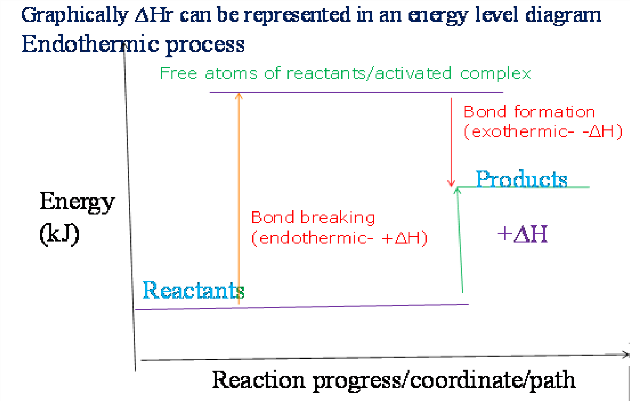 Graphically ΔHr can be represented in an energy level diagram
Endothermic process
Free atoms of reactants/activated complex
Bond formation
(exothermic- -ΔH)
Products
Energy
(kJ)
Bond breaking
(endothermic- +ΔH)
+ΔH
Reactants
Reaction progress/coordinate/path